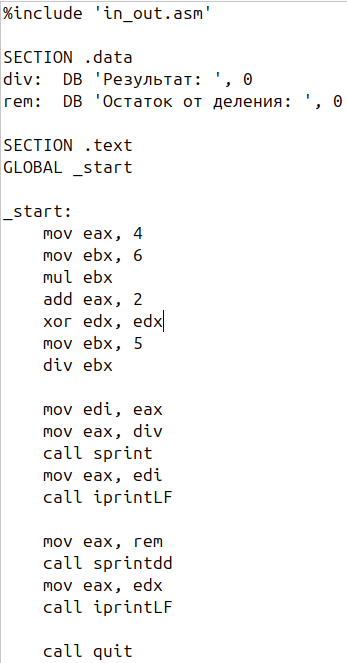 %include 'in_out.asm'
SECTION .data
div:  DB 'Результат: ', 0
rem:  DB 'Остаток от деления: ', 0
SECTION .text
GLOBAL _start
_start:
    mov eax, 4
    mov ebx, 6
    mul ebx
    add eax, 2
    xor edx, edx
    mov ebx, 5
    div ebx
    mov edi, eax
    mov eax, div
    call sprint
    mov eax, edi
    call iprintLF
    mov eax, rem
    call sprintdd
    mov eax, edx
    call iprintLF
    call quit